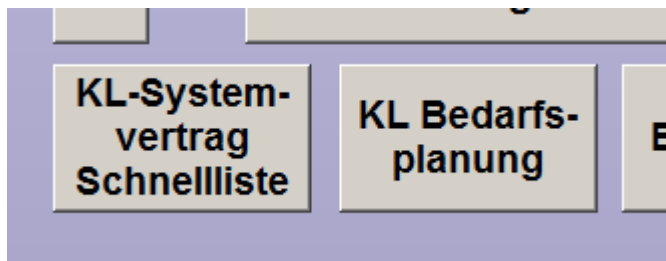 KL-System-
vertrag
Schnellliste
KL Bedarfs-
planung